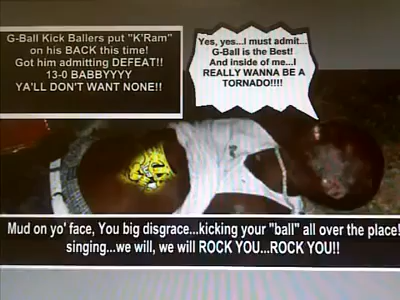 G-Ball Kick Ballers put "K'Ram"
on his BACK this time!
Got him admitting DEFEAT!!
13-0 BABBYYYY
YA'LL DON'T WANT NONE!!
Yes, yes...I must admit...
G-Ball is the Best!
And inside of me...I
REALLY WANNA BE A
TORNADO!!!!
Mud on yo' face, You big disgrace...kicking your "ball" all over the place!
singing...we will, we will ROCK YOU...ROCK YOU!!